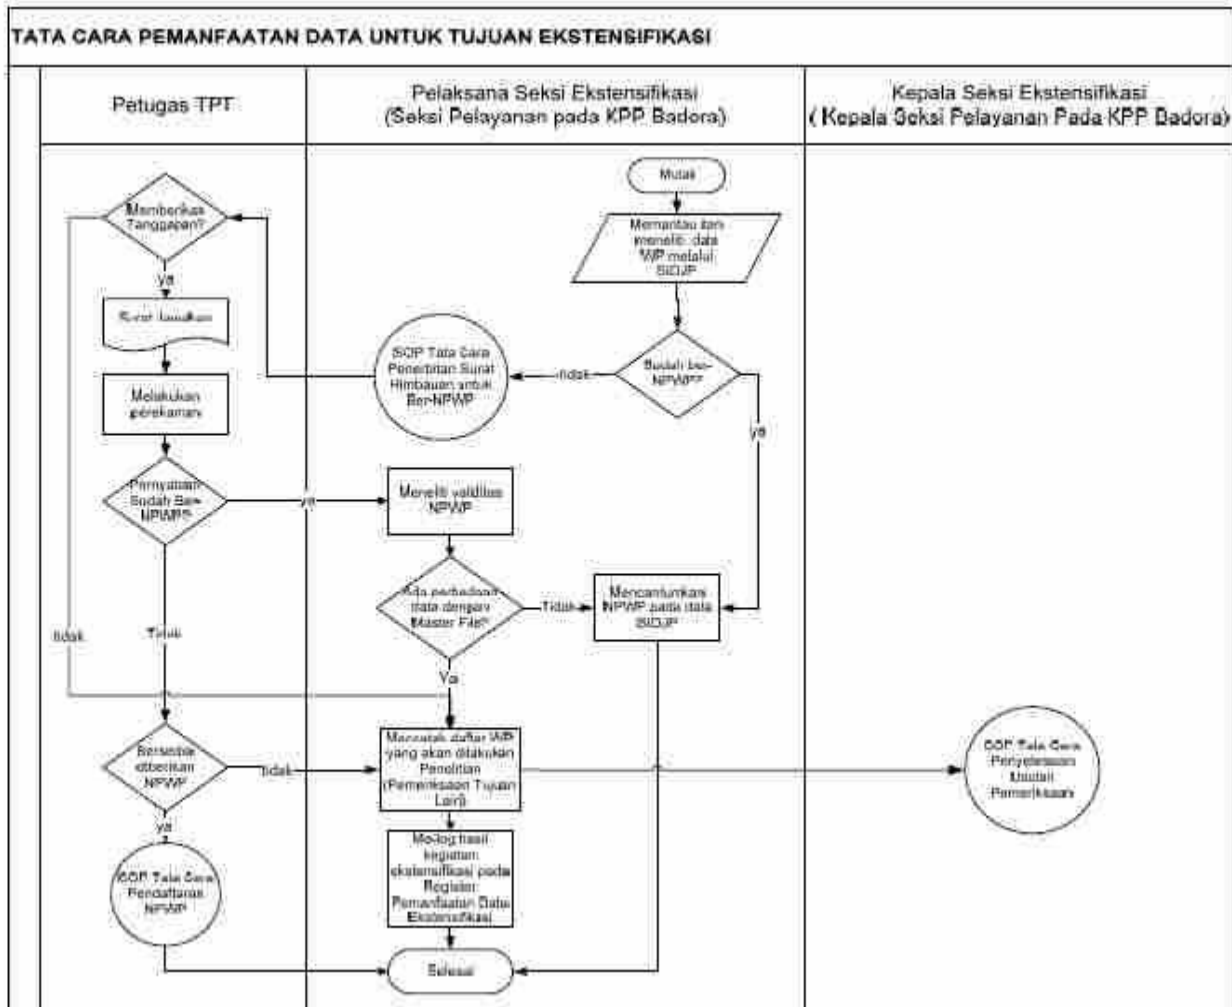 TATA CARA PEMANFAATAN DATA UNTUK TUJUAN EKSTENSIFIKASI
Petugas TPT
Pelaksana Seksi Ekstensifikasi
(Seksi Pelayanan pada KPP Badora)
Kepala Seksi Ekstensifikasi
( Kepala Seksi Pelayanan Pada KPP Badora)
Mulai
Memantau dan
meneliti data
WP melalui
SIDJP
Sudah ber-
NPWP?
tidak
ya
SOP Tata Cara
Penerbitan Surat
Himbauan untuk
Ber-NPWP
Memberikan
Tanggapan?
ya
tidak
Surat
Melakukan
perekaman
Pernyataan
Sudah Ber-
NPWP?
ya
Tidak
Meneliti validitas
NPWP
Ada perbedaan
data dengan
Master File?
Tidak
Ya
Mencantumkan
NPWP pada data
SIDJP
Bersedia
diberikan
NPWP
tidak
ya
Mencetak daftar WP
yang akan dilakukan
Penelitian
(Pemeriksaan Tujuan
Lain)
SOP Tata Cara
Penyelesaian
Usulan
Pemeriksaan
Me-log hasil
kegiatan
ekstensifikasi pada
Register
Pemanfaatan Data
Ekstensifikasi
SOP Tata Cara
Pendaftaran
NPWP
Selesai